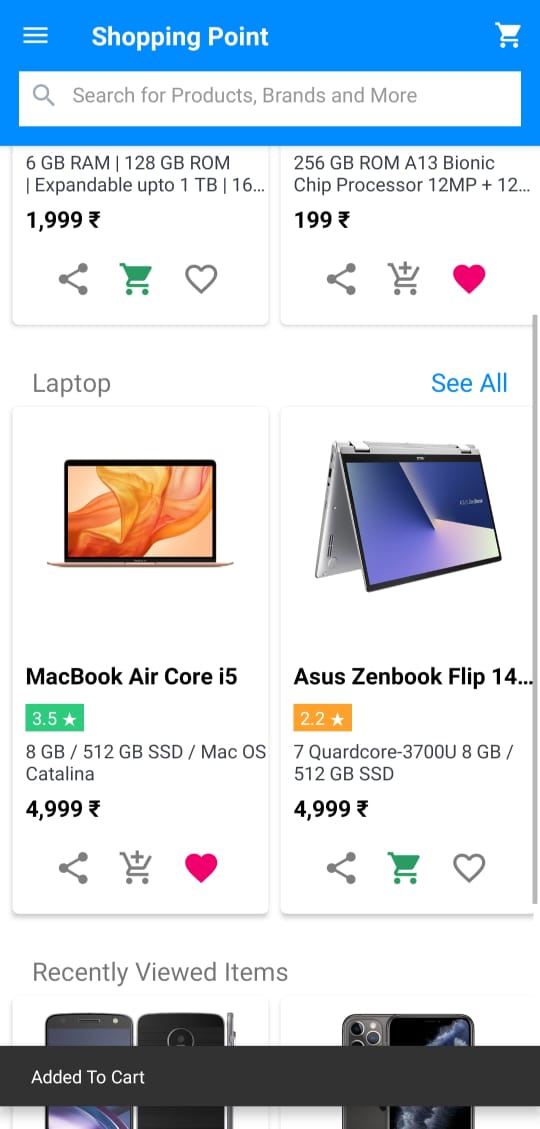 Shopping Point
Search for Products, Brands and More
6 GB RAM | 128 GB ROM
| Expandable upto 1 TB | 16...
1,999 ₹
256 GB ROM A13 Bionic
Chip Processor 12MP + 12...
199 ₹
Laptop
See All
MacBook Air Core i5
3.5 ★
8 GB / 512 GB SSD / Mac OS
Catalina
4,999 ₹
Asus Zenbook Flip 14...
2.2 ★
7 Quardcore-3700U 8 GB /
512 GB SSD
4,999 ₹
Recently Viewed Items
Added To Cart